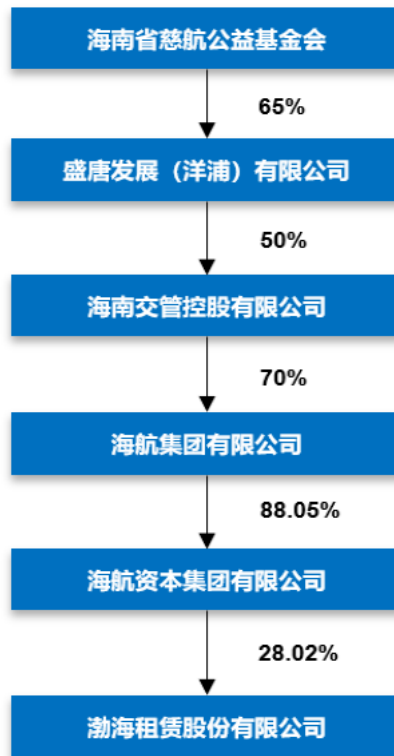 海南省慈航公益基金会
65%
盛唐发展（洋浦）有限公司
50%
海南交管控股有限公司
70%
海航集团有限公司
88.05%
海航资本集团有限公司
28.02%
渤海租赁股份有限公司